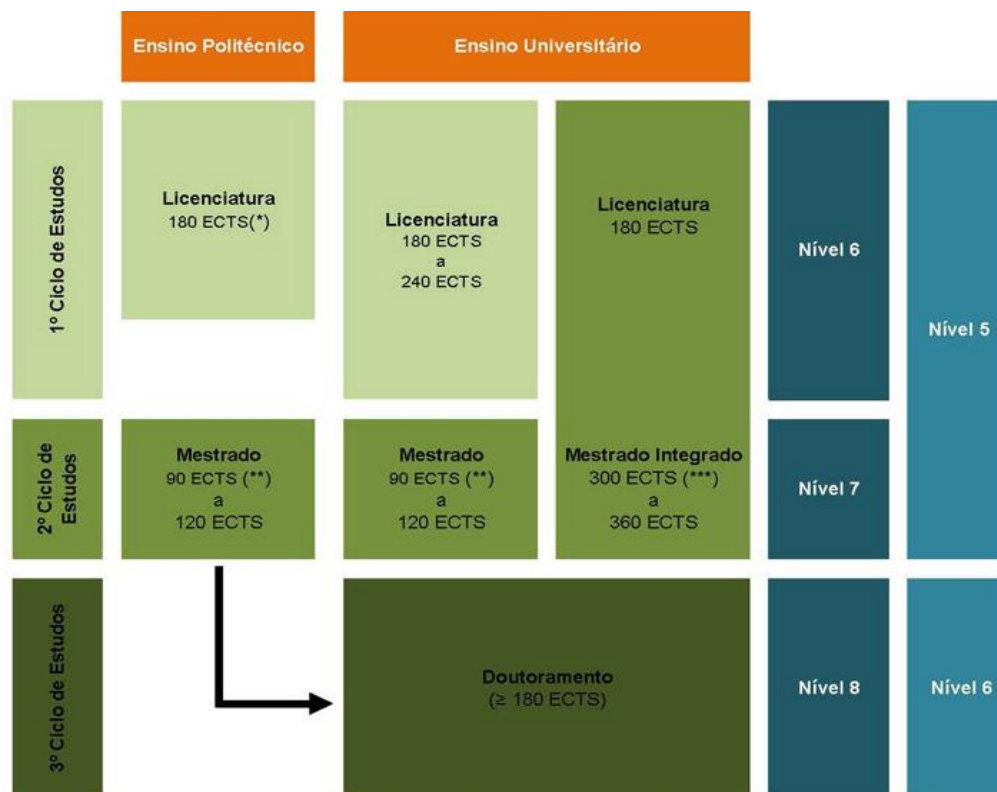 Ensino Politécnico
Ensino Universitário
1º Ciclo de Estudos
Licenciatura
180 ECTS(*)
Licenciatura
180 ECTS
a
240 ECTS
Licenciatura
180 ECTS
Nível 6
Nível 5
2º Ciclo de
Estudos
Mestrado
90 ECTS (**)
a
120 ECTS
Mestrado
90 ECTS (**)
a
120 ECTS
Mestrado Integrado
300 ECTS (***)
a
360 ECTS
Nível 7
3º Ciclo de Estudos
Doutoramento
(≥ 180 ECTS)
Nível 8
Nível 6